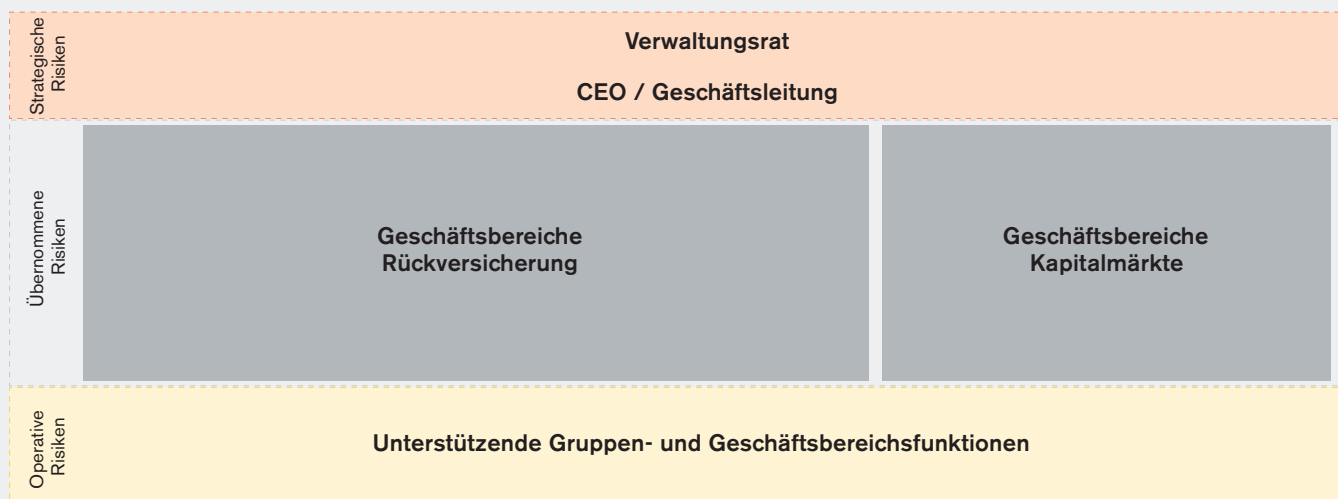 Strategische
Risiken
Verwaltungsrat
CEO / Geschäftsleitung
Übernommene
Risiken
Geschäftsbereiche
Rückversicherung
Geschäftsbereiche
Kapitalmärkte
Operative
Risiken
Unterstützende Gruppen- und Geschäftsbereichsfunktionen